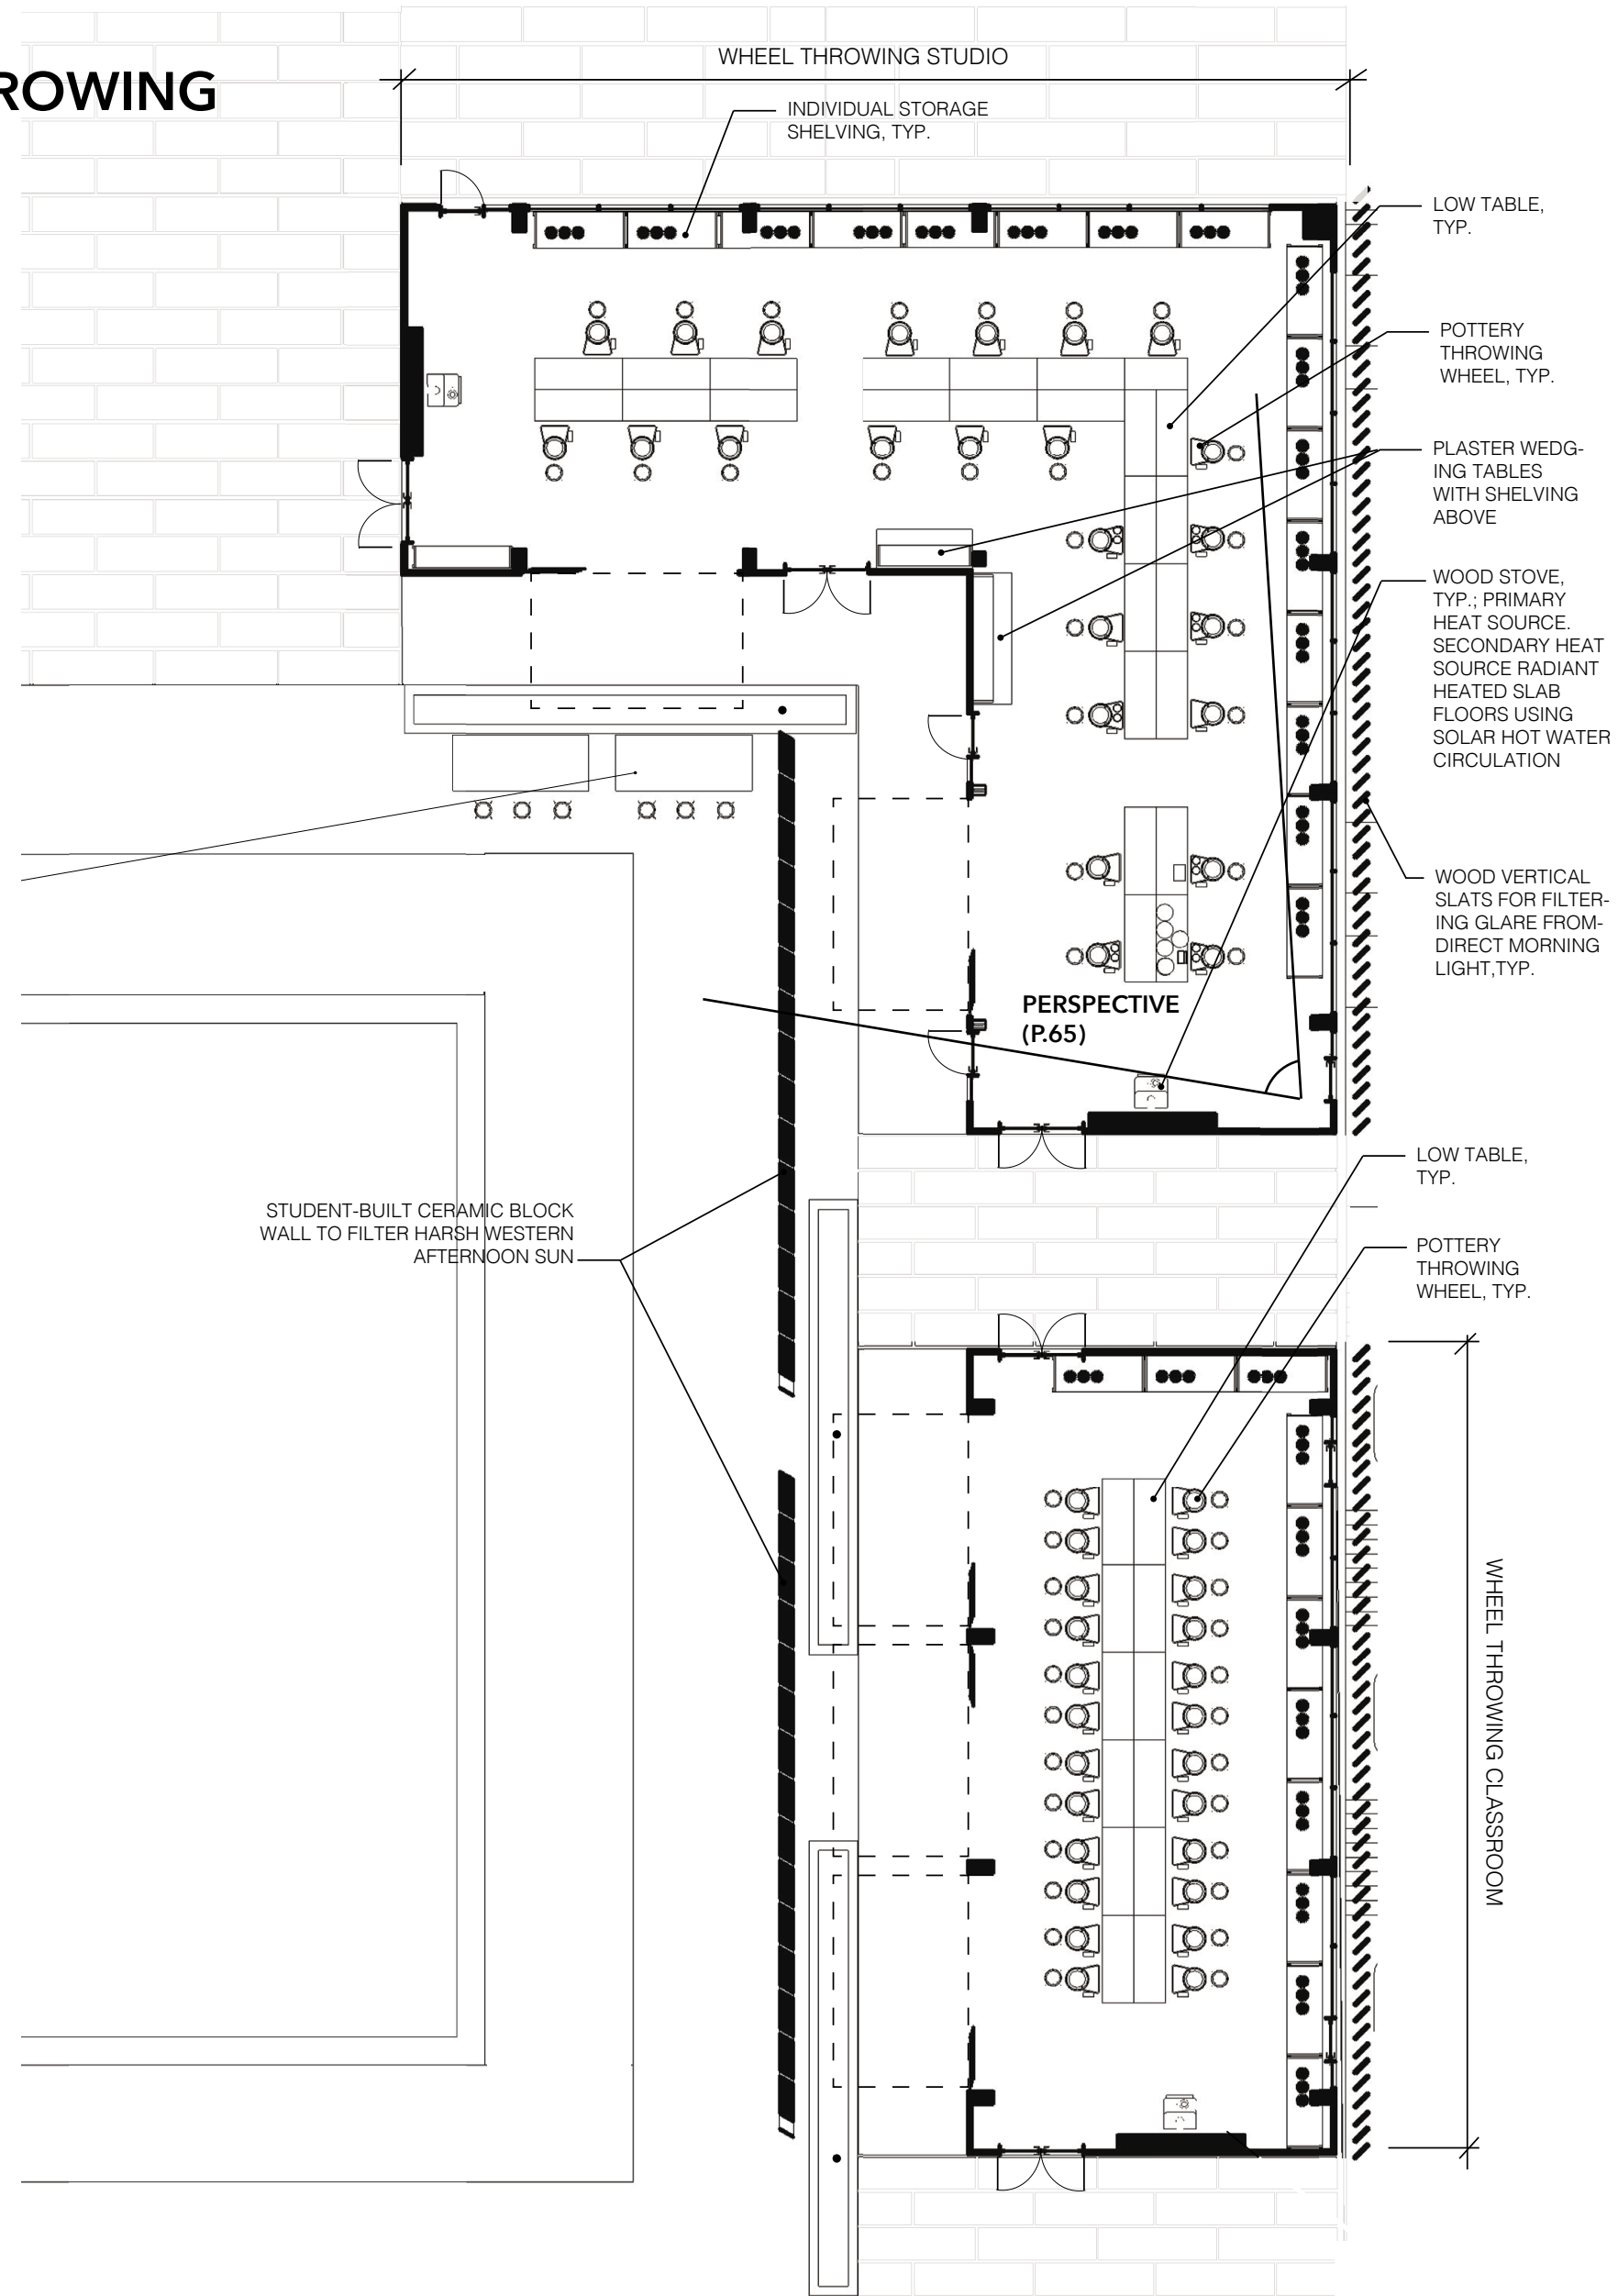 ROWING
WHEEL THROWING STUDIO
INDIVIDUAL STORAGE
SHELVING, TYP.
LOW TABLE,
TYP.
POTTERY
THROWING
WHEEL, TYP.
PLASTER WEDG-
ING TABLES
WITH SHELVING
ABOVE
WOOD STOVE,
TYP.; PRIMARY
HEAT SOURCE.
SECONDARY HEAT
SOURCE RADIANT
HEATED SLAB
FLOORS USING
SOLAR HOT WATER
CIRCULATION
WOOD VERTICAL
SLATS FOR FILTER-
ING GLARE FROM-
DIRECT MORNING
LIGHT,TYP.
PERSPECTIVE
(P.65)
LOW TABLE,
TYP.
STUDENT-BUILT CERAMIC BLOCK
WALL TO FILTER HARSH WESTERN
AFTERNOON SUN
POTTERY
THROWING
WHEEL, TYP.
WHEEL THROWING CLASSROOM